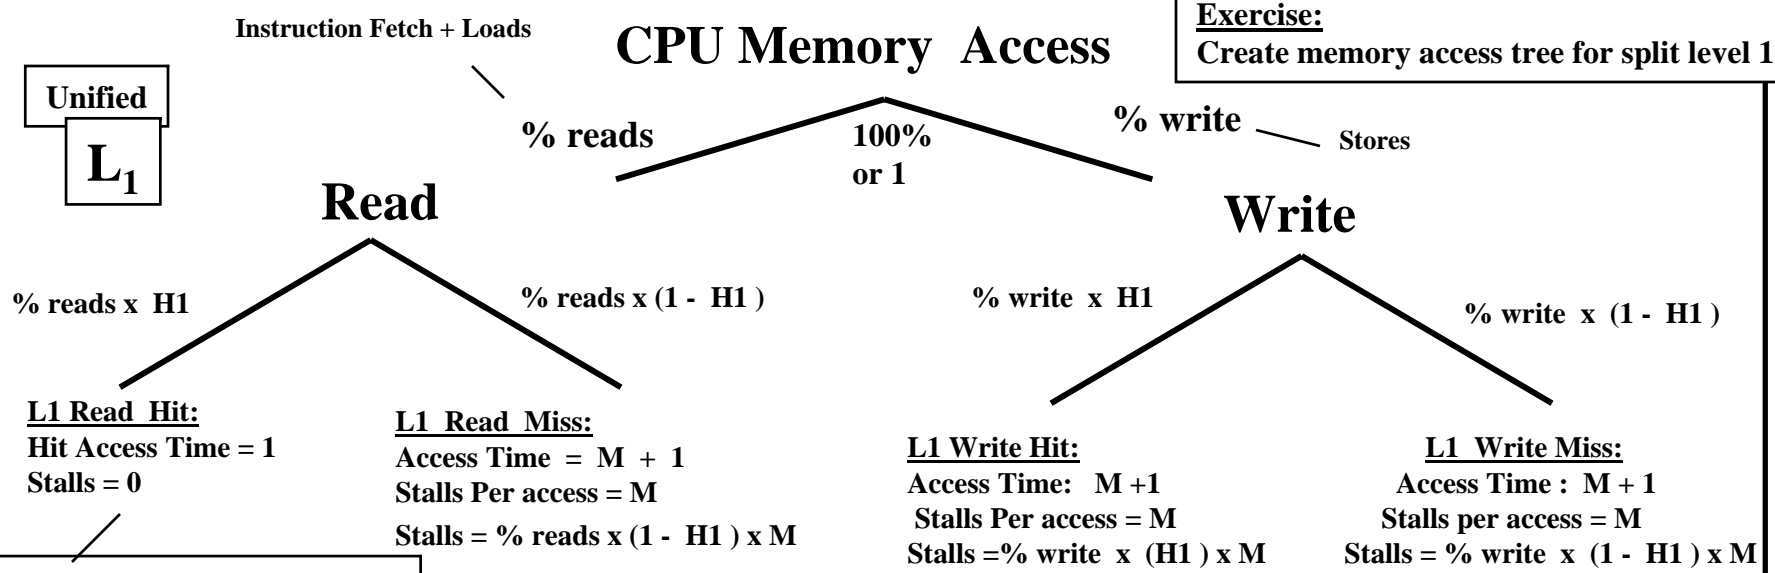 Instruction Fetch + Loads
CPU Memory Access
Exercise:
Create memory access tree for split level 1
Unified
L1
% reads
100%
or 1
% write
Stores
Read
Write
% reads x H1
% reads x (1 - H1 )
% write x H1
% write x (1 - H1 )
L1 Read Hit:
Hit Access Time = 1
Stalls = 0
L1 Read Miss:
Access Time = M + 1
Stalls Per access = M
Stalls = % reads x (1 - H1 ) x M
L1 Write Hit:
Access Time: M +1
Stalls Per access = M
Stalls =% write x (H1 ) x M
L1 Write Miss:
Access Time : M + 1
Stalls per access = M
Stalls = % write x (1 - H1 ) x M